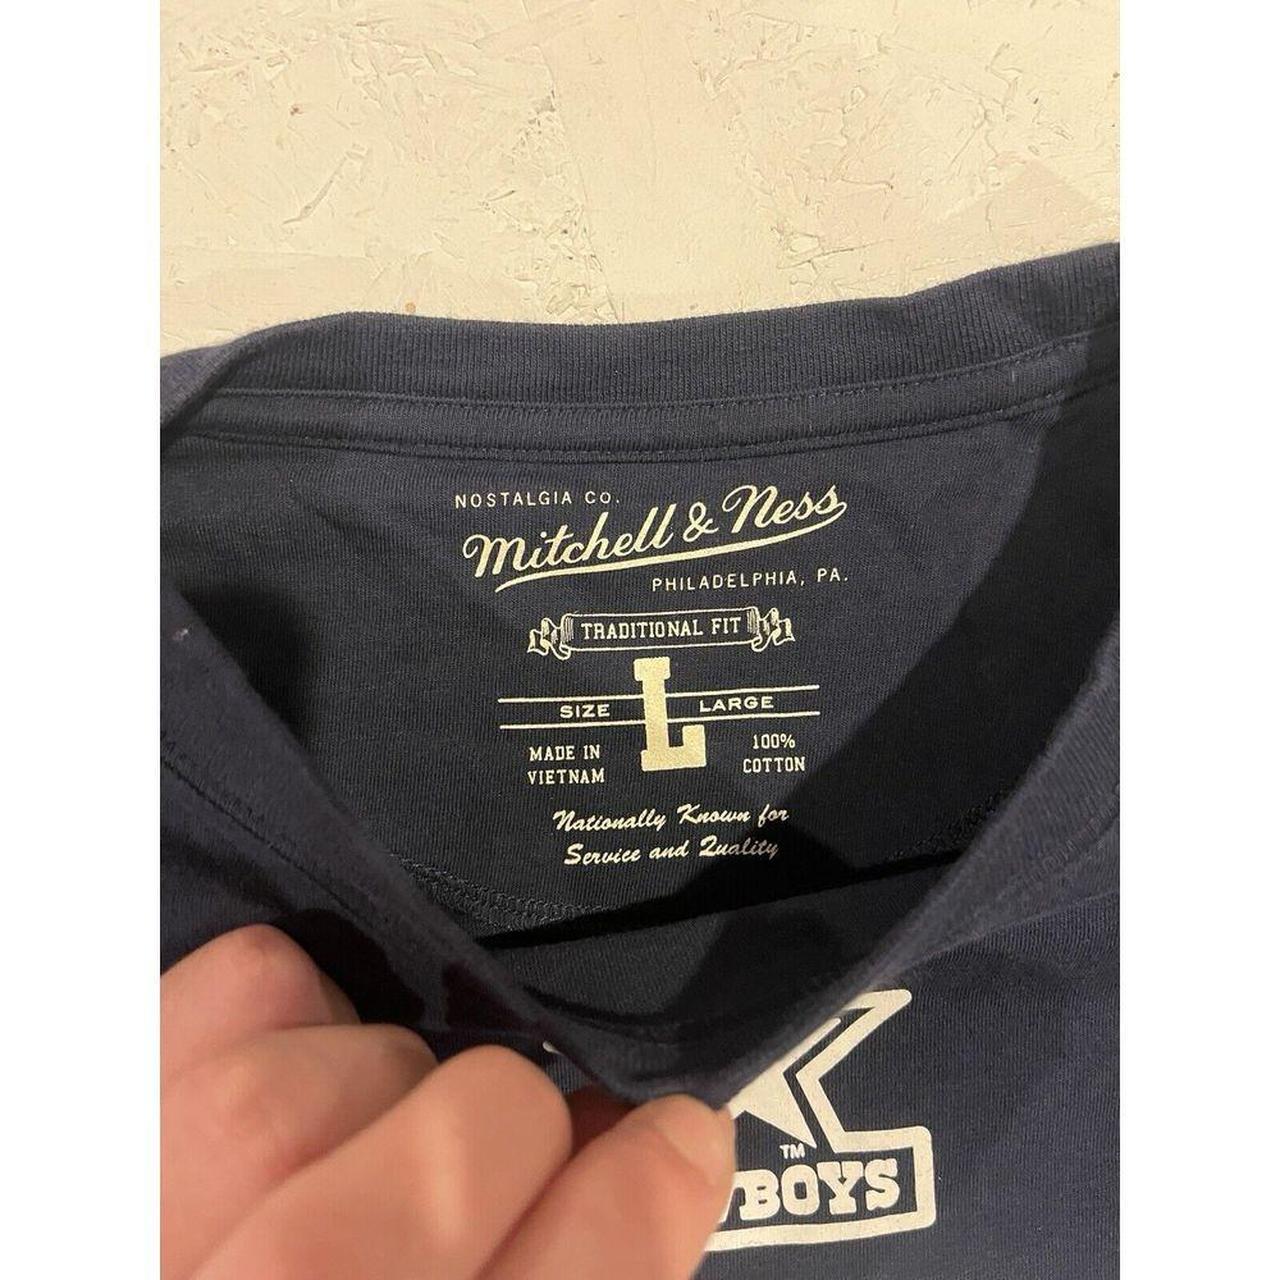 NOSTALGIA CO.
Mitchell & Ness
PHILADELPHIA, PA.
TRADITIONAL FIT
L
SIZE LARGE
MADE IN
VIETNAM
100%
COTTON
Nationally Known for
Service and Quality
TM
BOYS